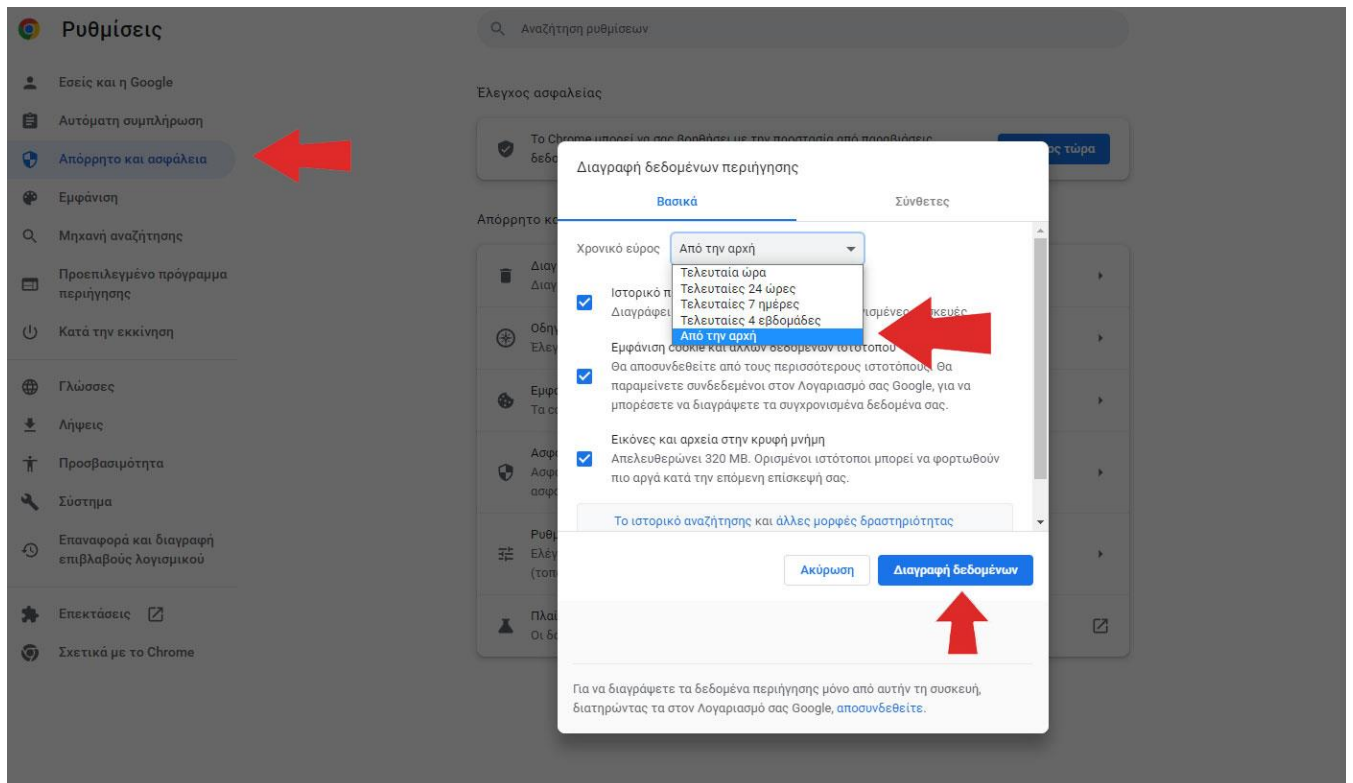 Ρυθμίσεις
Αναζήτηση ρυθμίσεων
Εσείς και η Google
Αυτόματη συμπλήρωση
Απόρρητο και ασφάλεια
Εμφάνιση
Μηχανή αναζήτησης
Προεπιλεγμένο πρόγραμμα
περιήγησης
Κατά την εκκίνηση
Γλώσσες
Λήψεις
Προσβασιμότητα
Σύστημα
Επαναφορά και διαγραφή
επιβλαβούς λογισμικού
Επεκτάσεις
Σχετικά με το Chrome
Έλεγχος ασφαλείας
Το Chrome μπορεί να σας βοηθήσει με την προστασία από παραβιάσεις
τώρα
Απόρρητο
Διαγραφή δεδομένων περιήγησης
Βασικά
Σύνθετες
Χρονικό εύρος
Από την αρχή
Τελευταία ώρα
Τελευταίες 24 ώρες
Τελευταίες 7 ημέρες
Τελευταίες 4 εβδομάδες
Από την αρχή
Ιστορικό
Διαγράφει
Εμφάνιση cookie και άλλων δεδομένων ιστότοπου
Θα αποσυνδεθείτε από τους περισσότερους ιστοτόπους. Θα
παραμείνετε συνδεδεμένοι στον Λογαριασμό σας Google, για να
μπορέσετε να διαγράψετε τα συγχρονισμένα δεδομένα σας.
Εικόνες και αρχεία στην κρυφή μνήμη
Απελευθερώνει 320 MB. Ορισμένοι ιστότοποι μπορεί να φορτωθούν
πιο αργά κατά την επόμενη επίσκεψή σας.
Το ιστορικό αναζήτησης και άλλες μορφές δραστηριότητας
Ακύρωση
Διαγραφή δεδομένων
Για να διαγράψετε τα δεδομένα περιήγησης μόνο από αυτήν τη συσκευή,
διατηρώντας τα στον Λογαριασμό σας Google, αποσυνδεθείτε.